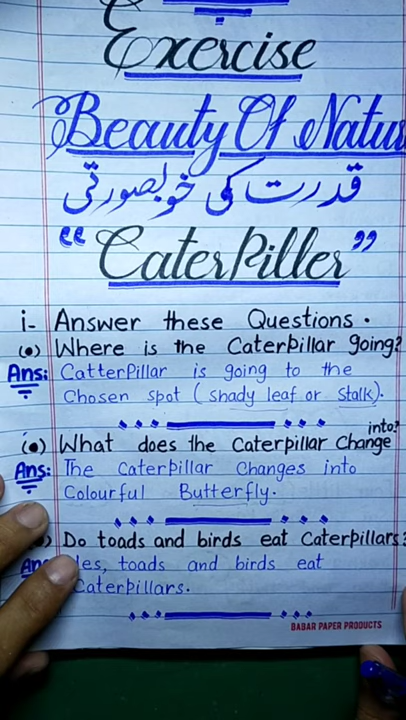 Exercise
Beauty Of Natu
قدرت کی خوبصورتی
“CaterPiller”
i- Answer these Questions.
(•) Where is the Caterpillar going?
Ans: CatterPillar is going to the
Chosen spot (shady leaf or stalk).
into?
(•) What does the Caterpillar Change
Ans: The Caterpillar Changes into
Colourful Butterfly.
) Do toads and birds eat Caterpillars?
An es, toads and birds eat
Caterpillars.
BABAR PAPER PRODUCTS